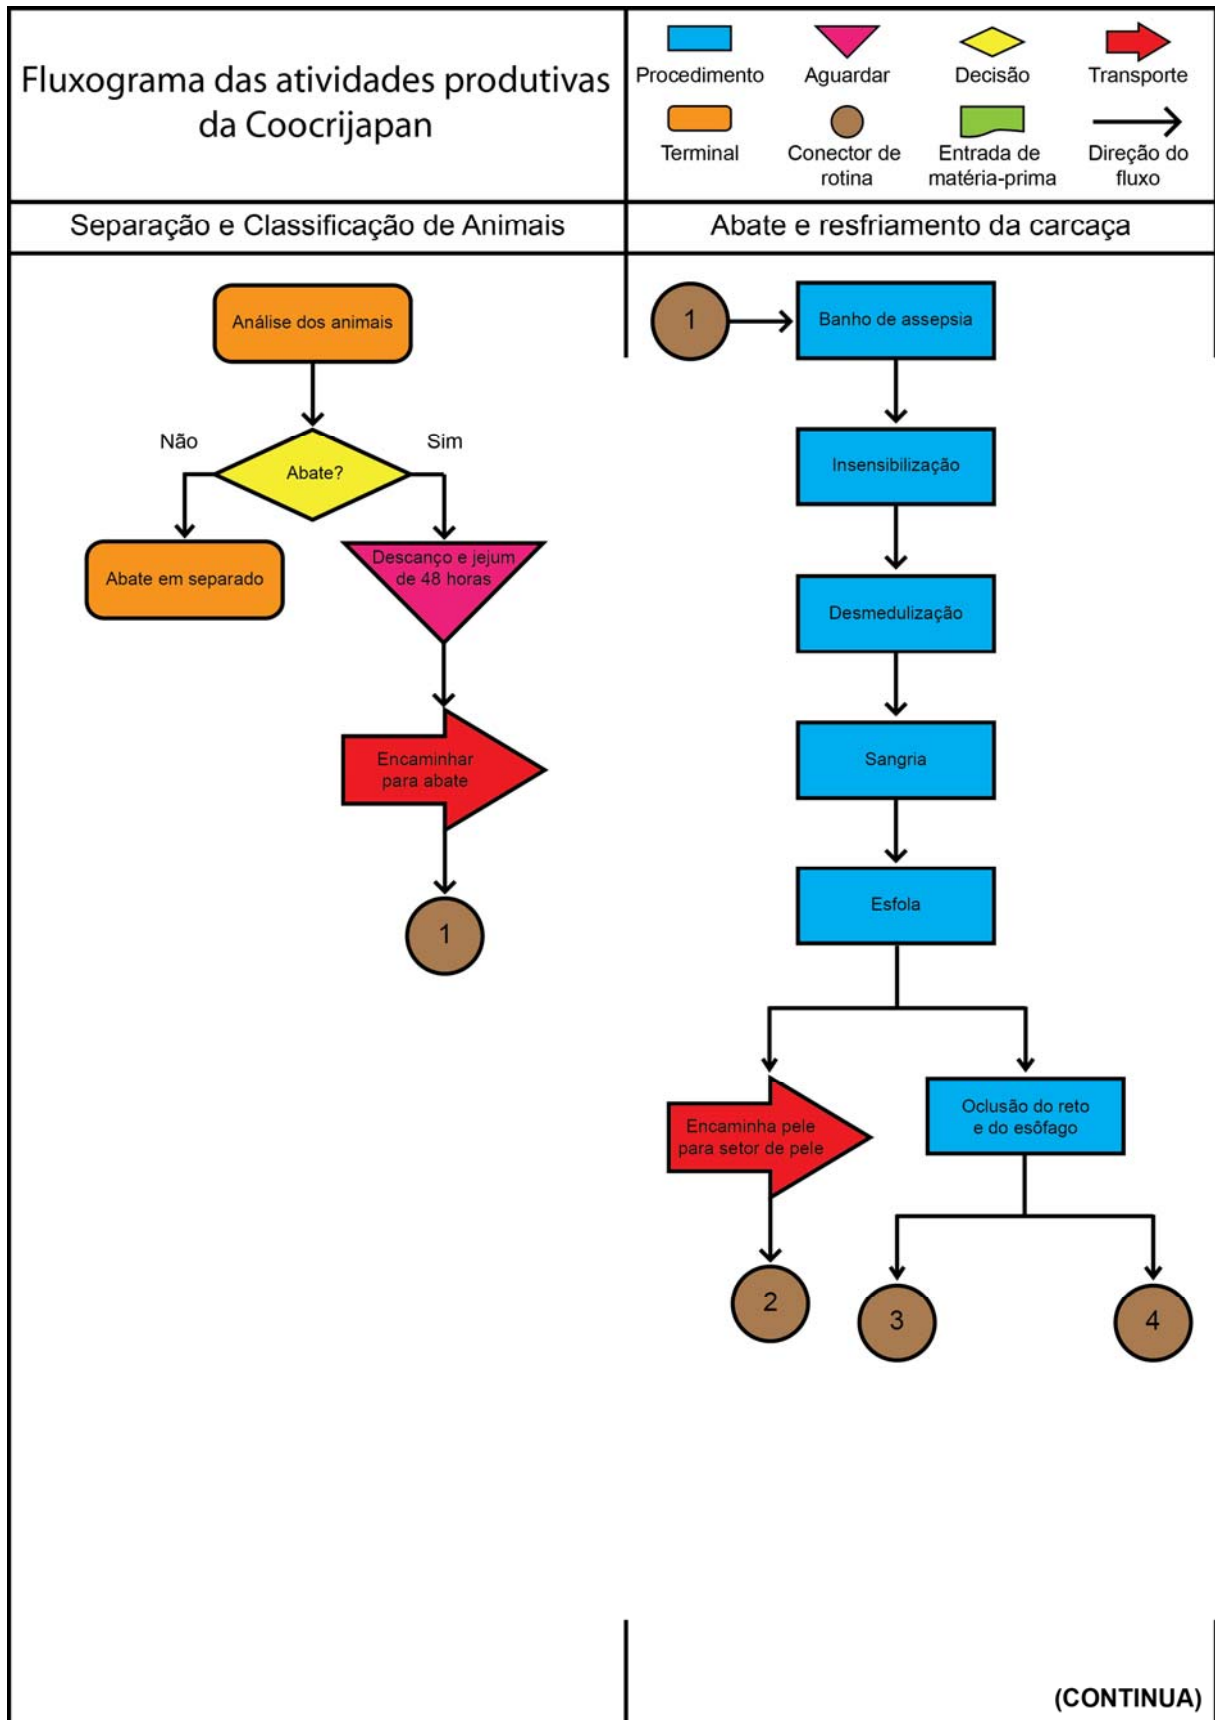 Fluxograma das atividades produtivas
da Coocrijapan
Procedimento
Aguardar
Decisão
Transporte
Terminal
Conector de
rotina
Entrada de
matéria-prima
Direção do
fluxo
Separação e Classificação de Animais
Abate e resfriamento da carcaça
Análise dos animais
Não
Sim
Abate?
Abate em separado
Descanço e jejum
de 48 horas
Encaminhar
para abate
1
1
Banho de assepsia
Insensibilização
Desmedulização
Sangria
Esfola
Encaminha pele
para setor de pele
Oclusão do reto
e do esôfago
2
3
4
(CONTINUA)